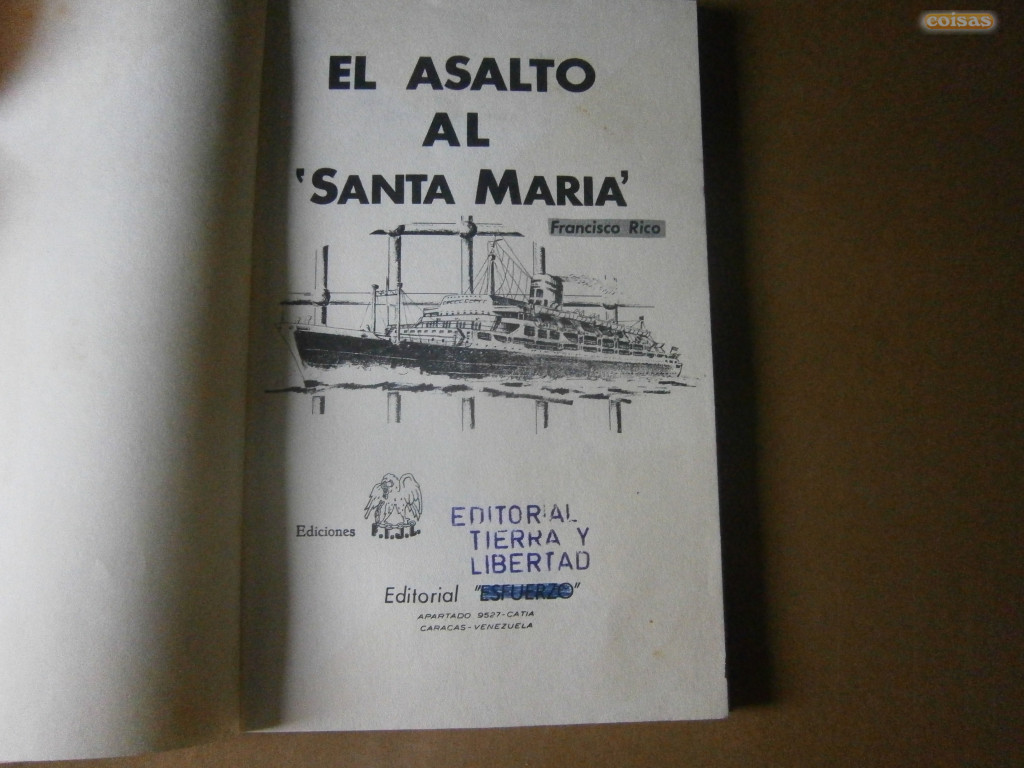 EL ASALTO
AL
'SANTA MARIA'
Francisco Rico
Ediciones F.I.J.L.
EDITORIAL
TIERRA Y
LIBERTAD
Editorial "ESFUERZO"
APARTADO 9527-CATIA
CARACAS-VENEZUELA
coisas